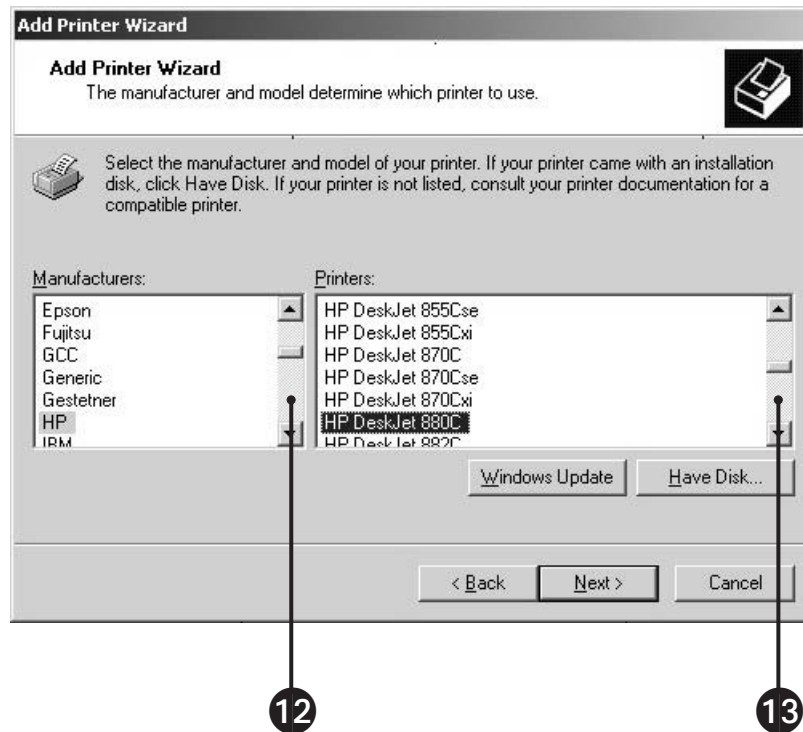 Add Printer Wizard
Add Printer Wizard
The manufacturer and model determine which printer to use.
Select the manufacturer and model of your printer. If your printer came with an installation
disk, click Have Disk. If your printer is not listed, consult your printer documentation for a
compatible printer.
Manufacturers:
Epson
Fujitsu
GCC
Generic
Gestetner
HP
IBM
Printers:
HP DeskJet 855Cse
HP DeskJet 855Cxi
HP DeskJet 870C
HP DeskJet 870Cse
HP DeskJet 870Cxi
HP DeskJet 880C
HP DeskJet 882C
Windows Update
Have Disk...
< Back
Next >
Cancel
12
13